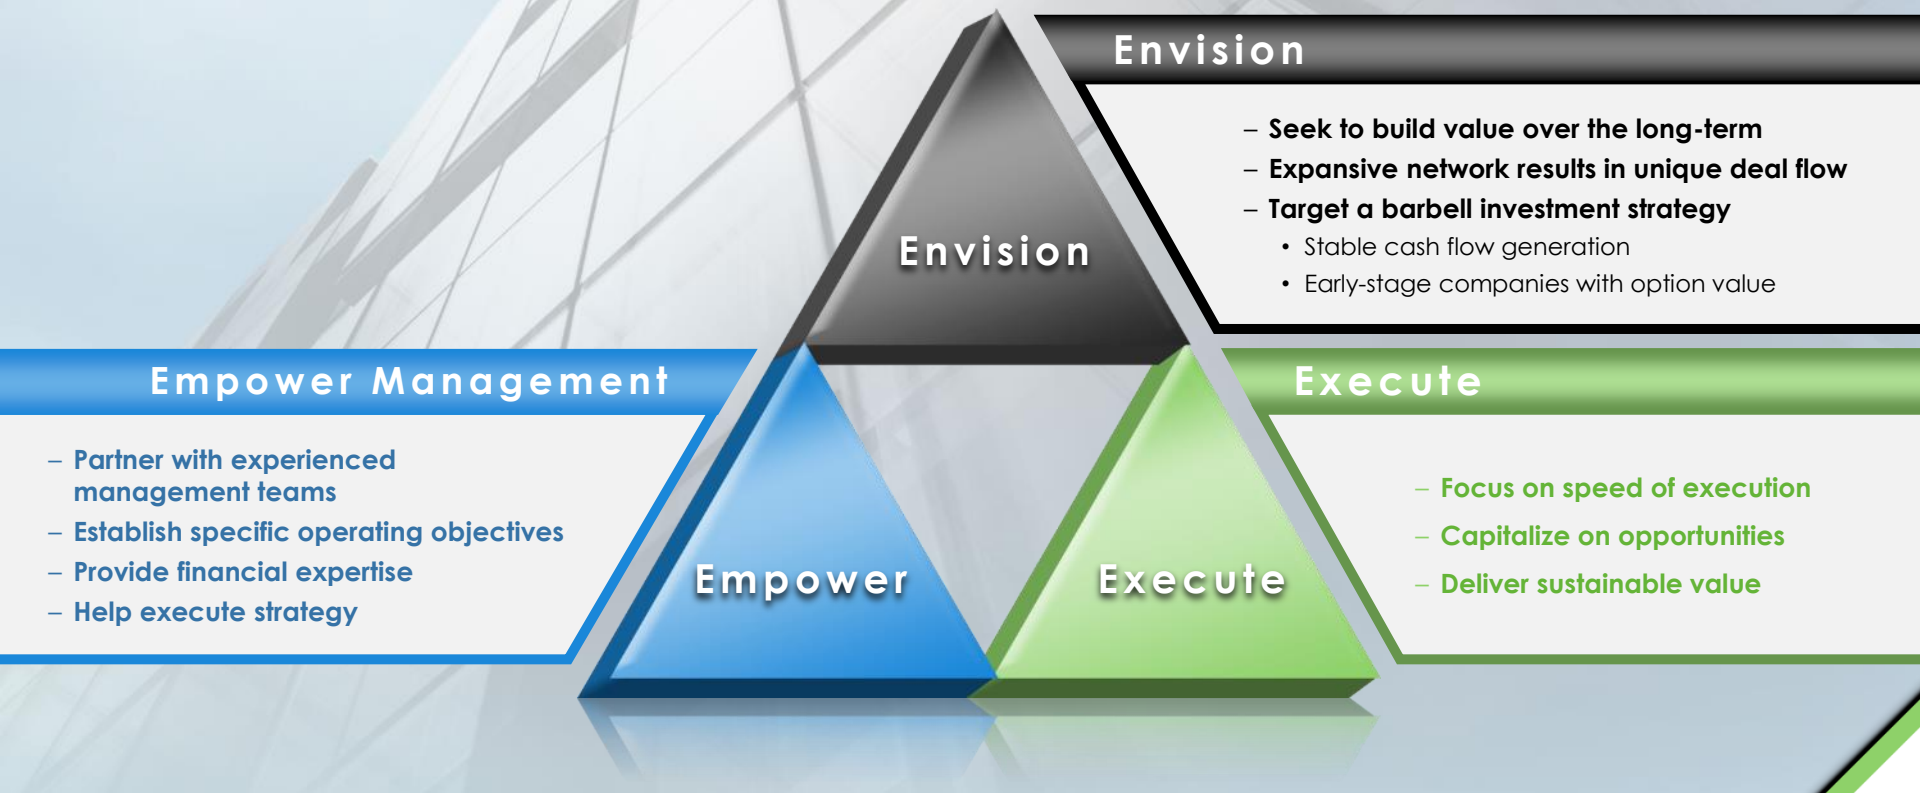 Envision
– Seek to build value over the long-term
– Expansive network results in unique deal flow
– Target a barbell investment strategy
• Stable cash flow generation
• Early-stage companies with option value
Envision
Empower Management
– Partner with experienced
management teams
– Establish specific operating objectives
– Provide financial expertise
– Help execute strategy
Empower
Execute
Execute
– Focus on speed of execution
– Capitalize on opportunities
– Deliver sustainable value